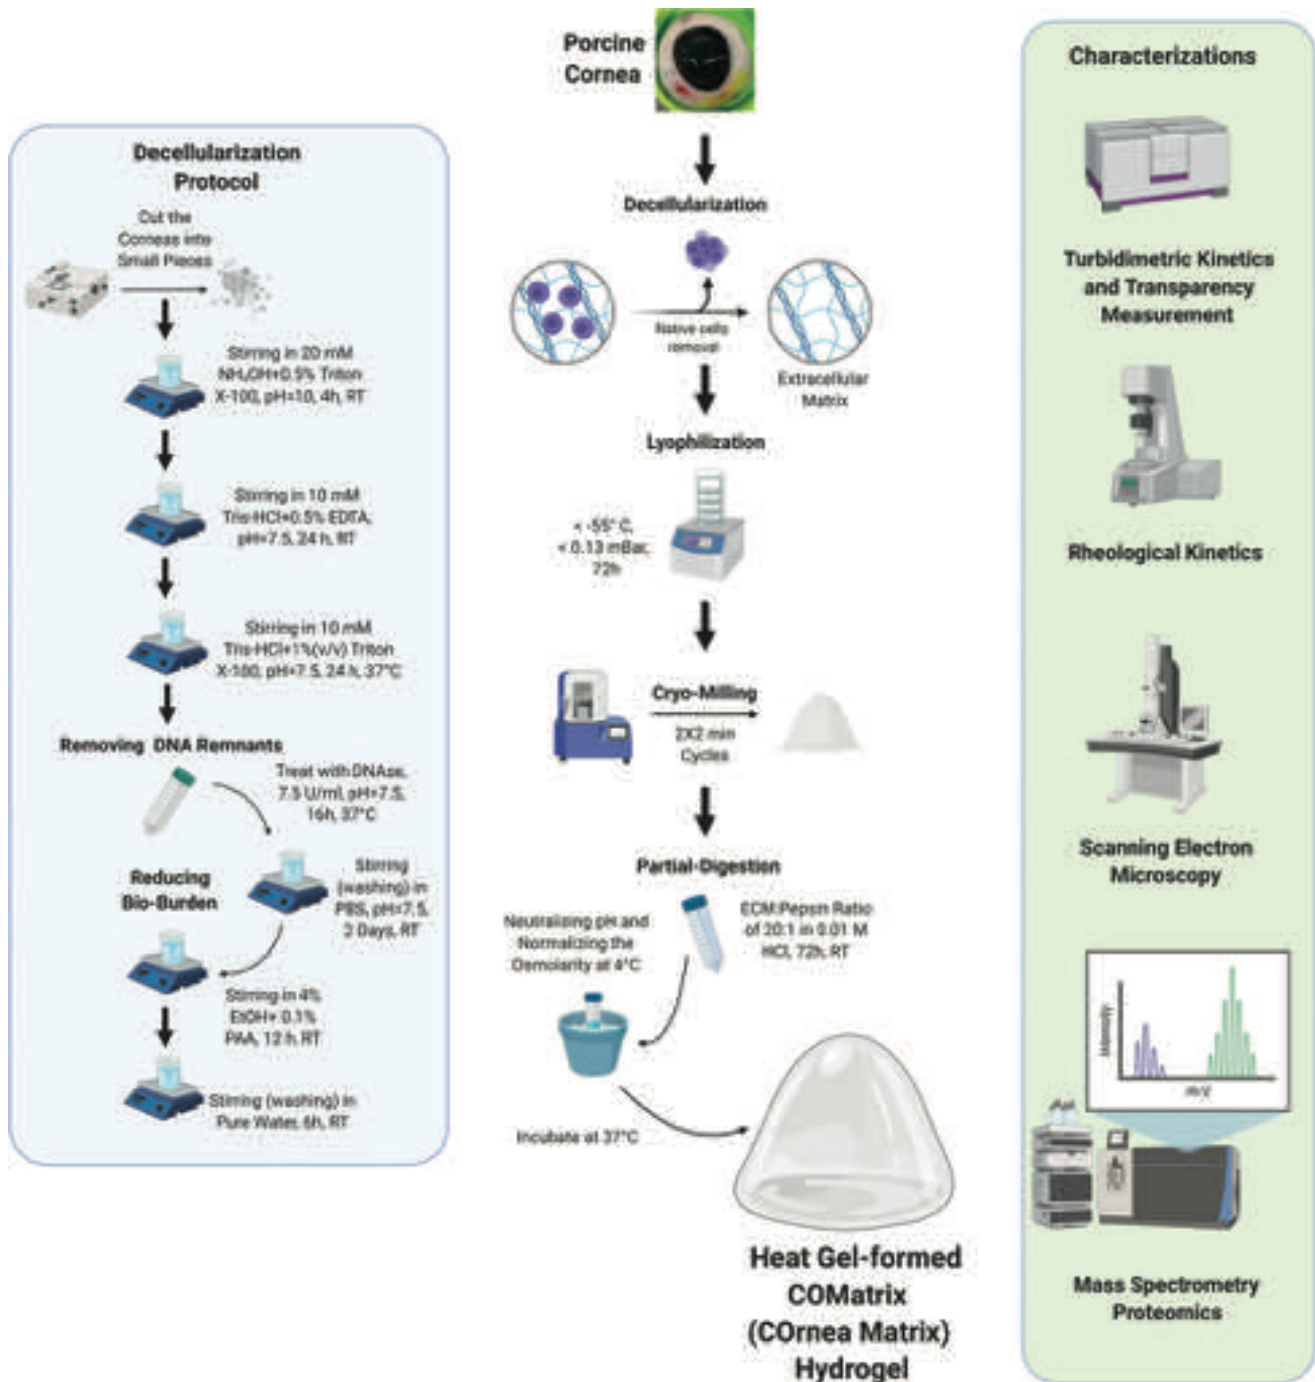 Porcine
Cornea
Decellularization
Native cells
removal
Extracellular
Matrix
Lyophilization
< -55° C,
< 0.13 mBar,
72h
Cryo-Milling
2X2 min
Cycles
Partial-Digestion
ECM:Pepsin Ratio
of 20:1 in 0.01 M
HCl, 72h, RT
Neutralizing pH and
Normalizing the
Osmolarity at 4°C
Incubate at 37°C
Heat Gel-formed
COMatrix
(COrnea Matrix)
Hydrogel
Decellularization
Protocol
Cut the
Corneas into
Small Pieces
Stirring in 20 mM
NH₄OH+0.5% Triton
X-100, pH=10, 4h, RT
Stirring in 10 mM
Tris-HCl+0.5% EDTA,
pH=7.5, 24 h, RT
Stirring in 10 mM
Tris-HCl+1%(v/v) Triton
X-100, pH=7.5, 24 h, 37°C
Removing DNA Remnants
Treat with DNAse,
7.5 U/ml, pH=7.5,
16h, 37°C
Stirring
(washing) in
PBS, pH=7.5,
Days, RT
Reducing
Bio-Burden
Stirring in 4%
EtOH+ 0.1%
PAA, 12 h, RT
Stirring (washing) in
Pure Water, 6h, RT
Characterizations
Turbidimetric Kinetics
and Transparency
Measurement
Rheological Kinetics
Scanning Electron
Microscopy
Intensity
m/z
Mass Spectrometry
Proteomics